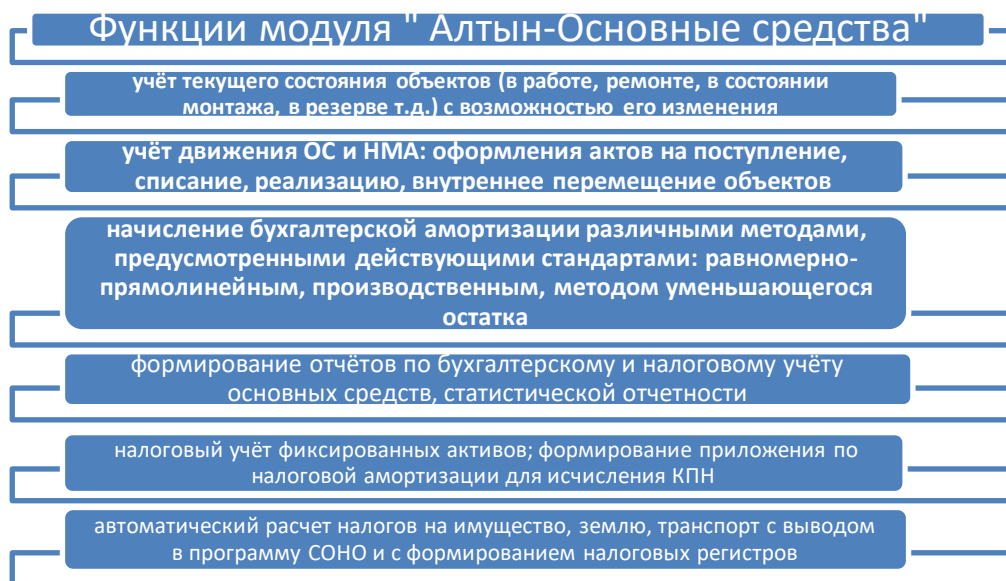 Функции модуля " Алтын-Основные средства"
учёт текущего состояния объектов (в работе, ремонте, в состоянии
монтажа, в резерве т.д.) с возможностью его изменения
учёт движения ОС и НМА: оформления актов на поступление,
списание, реализацию, внутреннее перемещение объектов
начисление бухгалтерской амортизации различными методами,
предусмотренными действующими стандартами: равномерно-
прямолинейным, производственным, методом уменьшающегося
остатка
формирование отчётов по бухгалтерскому и налоговому учёту
основных средств, статистической отчетности
налоговый учёт фиксированных активов; формирование приложения по
налоговой амортизации для исчисления КПН
автоматический расчет налогов на имущество, землю, транспорт с выводом
в программу СОНО и с формированием налоговых регистров